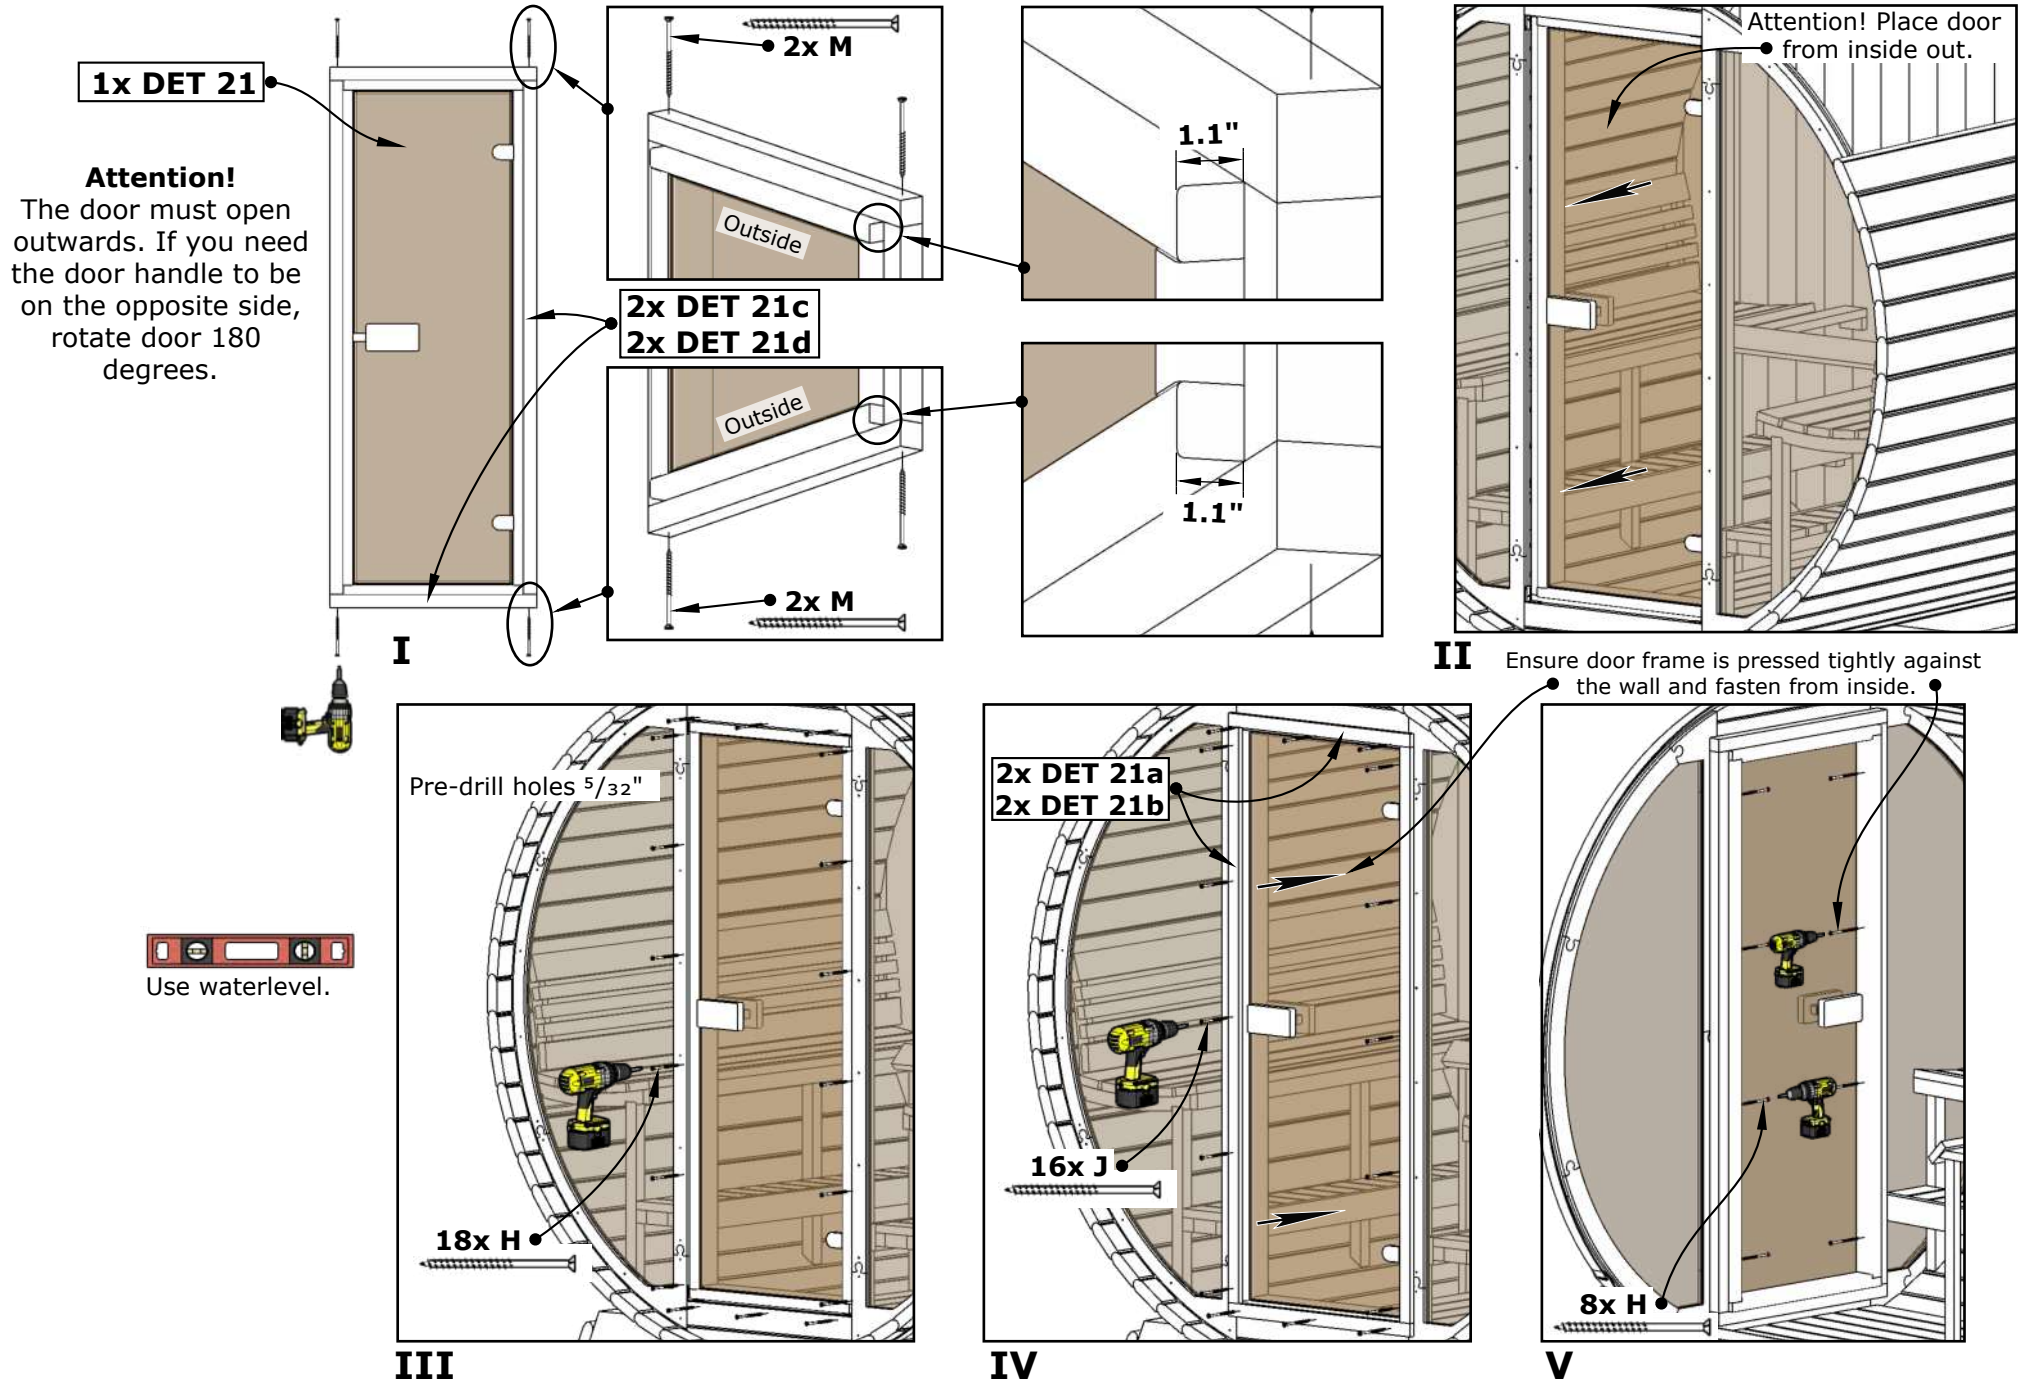 1x DET 21
Attention!
The door must open
outwards. If you need
the door handle to be
on the opposite side,
rotate door 180
degrees.
2x M
Outside
2x DET 21c
2x DET 21d
Outside
2x M
1.1"
1.1"
I
Attention! Place door
from inside out.
II
Use waterlevel.
Pre-drill holes ⁵/₃₂"
18x H
III
2x DET 21a
2x DET 21b
16x J
IV
Ensure door frame is pressed tightly against
the wall and fasten from inside.
8x H
V